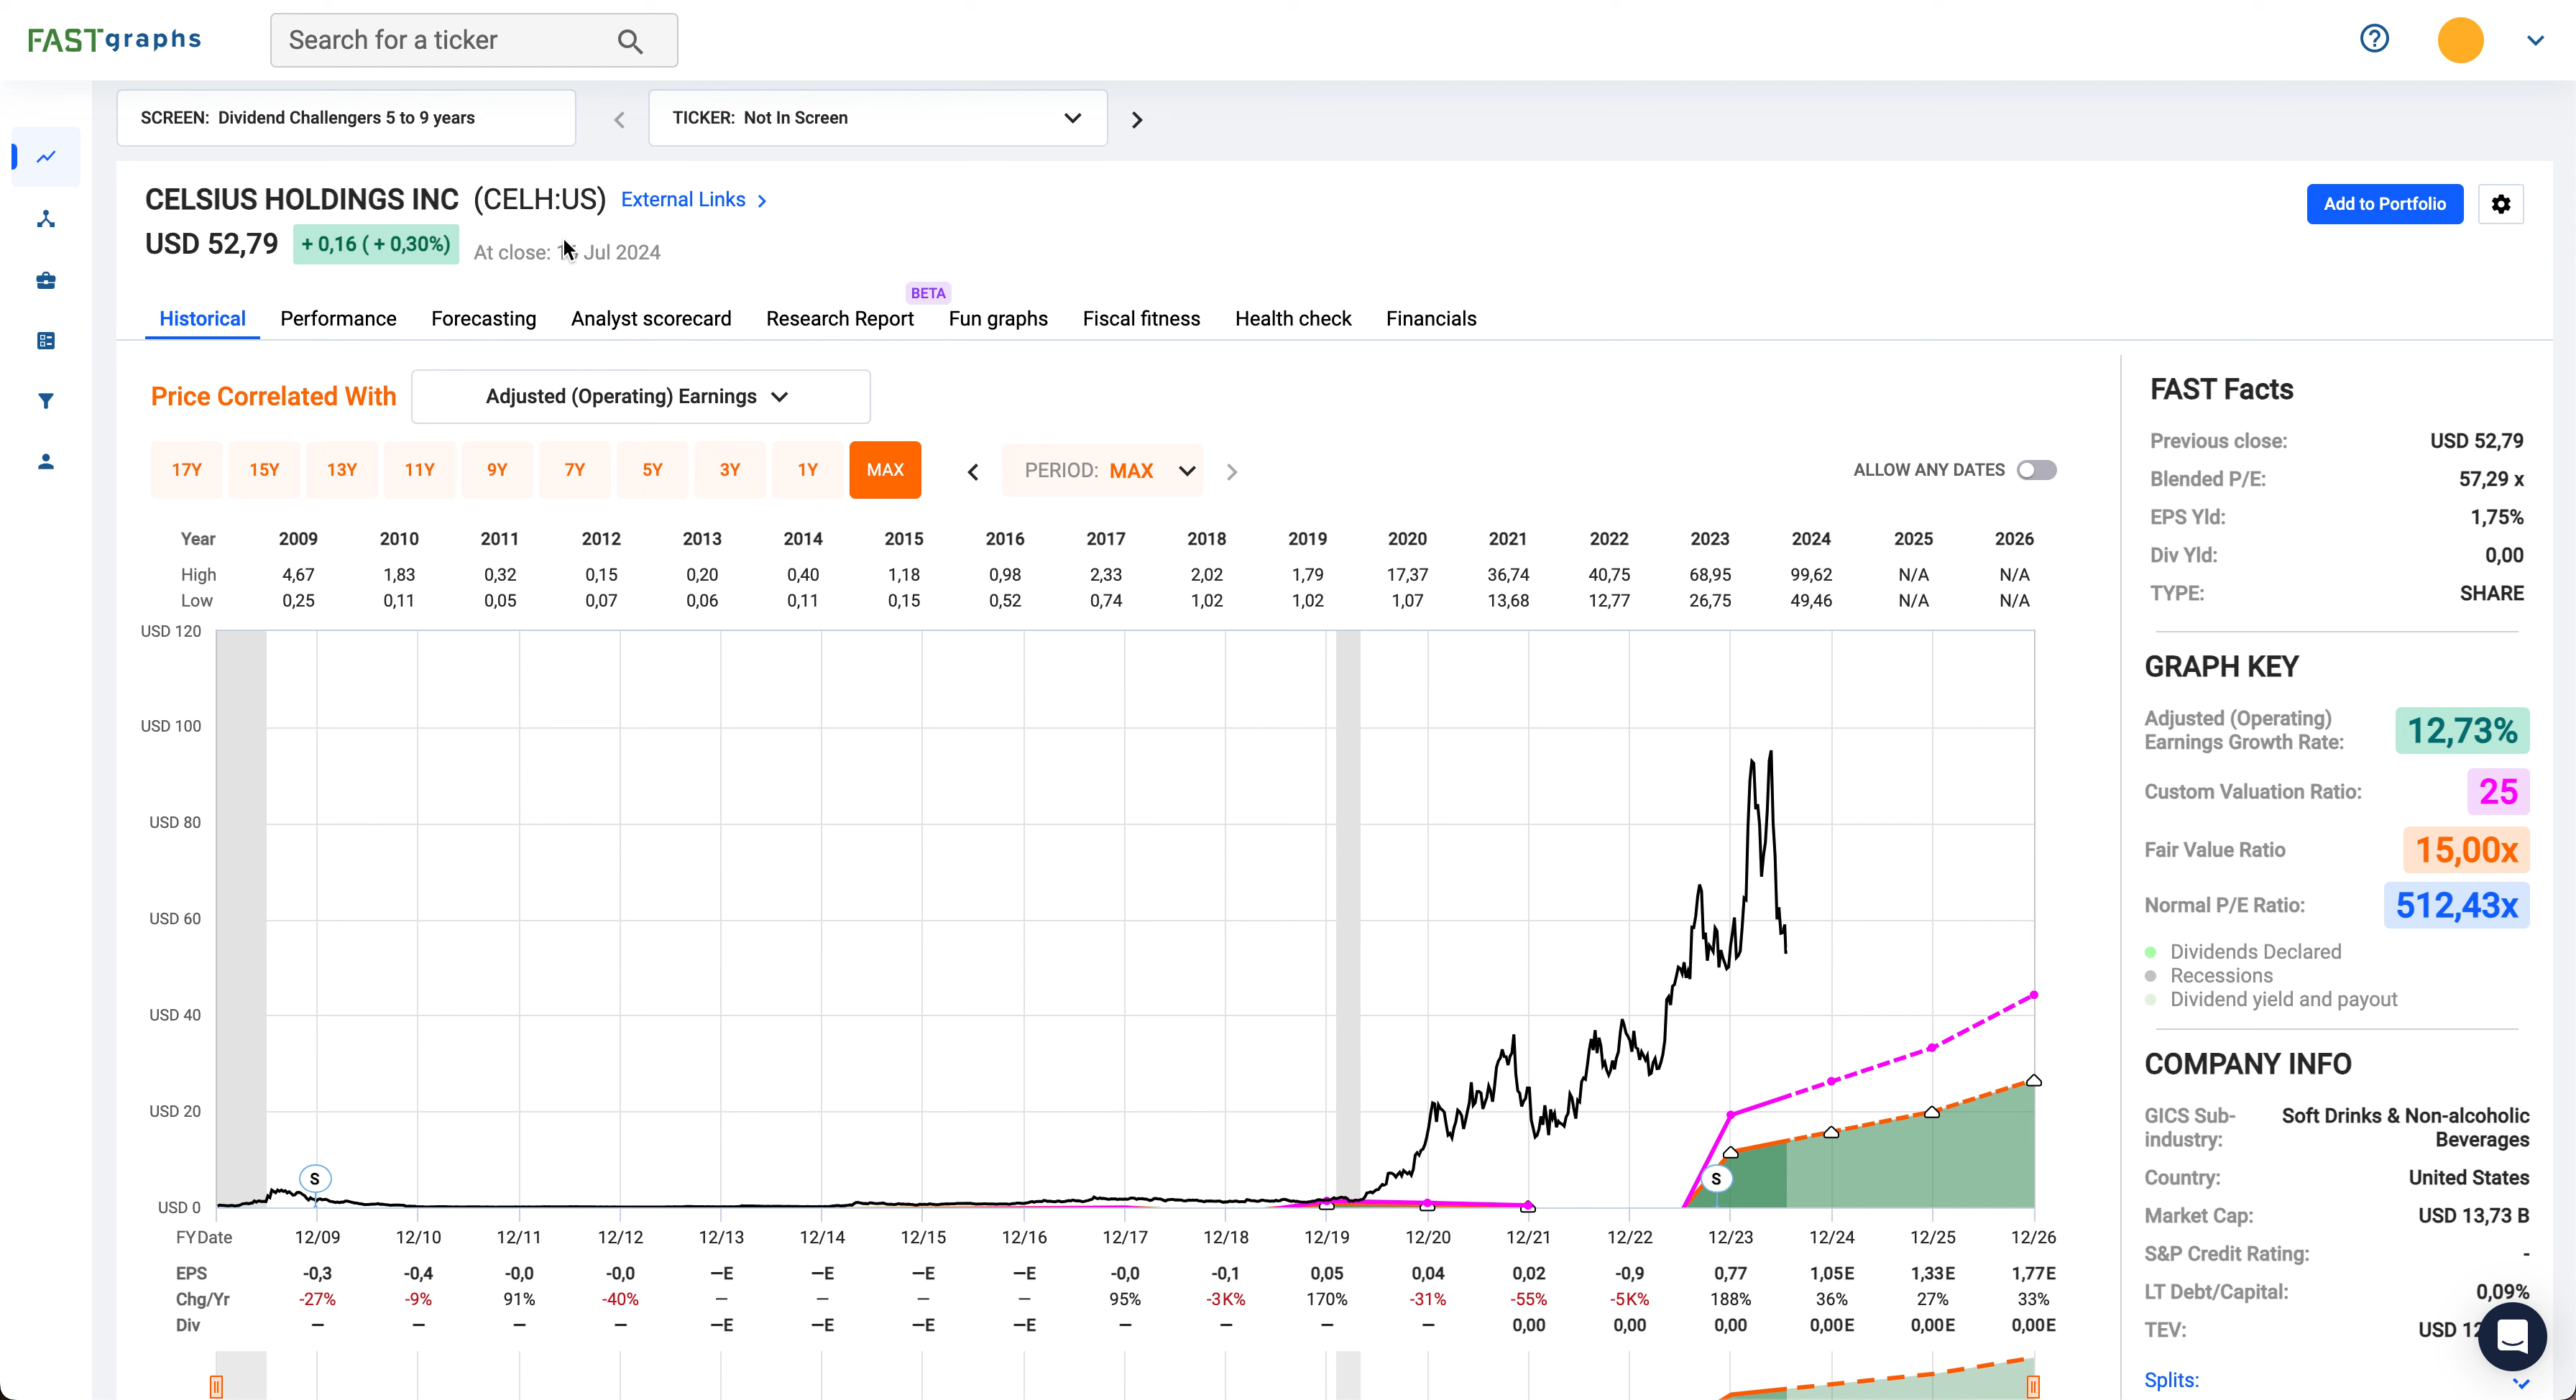 FASTgraphs
Search for a ticker
SCREEN: Dividend Challengers 5 to 9 years
TICKER: Not In Screen
CELSIUS HOLDINGS INC (CELH:US) External Links
Add to Portfolio
USD 52,79 + 0,16 ( + 0,30%) At close: Jul 2024
BETA
Historical Performance Forecasting Analyst scorecard Research Report Fun graphs Fiscal fitness Health check Financials
Price Correlated With Adjusted (Operating) Earnings
17Y 15Y 13Y 11Y 9Y 7Y 5Y 3Y 1Y MAX PERIOD: MAX ALLOW ANY DATES
Year 2009 2010 2011 2012 2013 2014 2015 2016 2017 2018 2019 2020 2021 2022 2023 2024 2025 2026
High 4,67 1,83 0,32 0,15 0,20 0,40 1,18 0,98 2,33 2,02 1,79 17,37 36,74 40,75 68,95 99,62 N/A N/A
Low 0,25 0,11 0,05 0,07 0,06 0,11 0,15 0,52 0,74 1,02 1,02 1,07 13,68 12,77 26,75 49,46 N/A N/A
USD 120
USD 100
USD 80
USD 60
USD 40
USD 20
USD 0
S
S
FYDate 12/09 12/10 12/11 12/12 12/13 12/14 12/15 12/16 12/17 12/18 12/19 12/20 12/21 12/22 12/23 12/24 12/25 12/26
EPS -0,3 -0,4 -0,0 -0,0 —E —E —E —E -0,0 -0,1 0,05 0,04 0,02 -0,9 0,77 1,05E 1,33E 1,77E
Chg/Yr -27% -9% 91% -40% — — — — 95% -3K% 170% -31% -55% -5K% 188% 36% 27% 33%
Div — — — — —E —E —E —E — — — — 0,00 0,00 0,00 0,00E 0,00E 0,00E
FAST Facts
Previous close: USD 52,79
Blended P/E: 57,29 x
EPS Yld: 1,75%
Div Yld: 0,00
TYPE: SHARE
GRAPH KEY
Adjusted (Operating)
Earnings Growth Rate: 12,73%
Custom Valuation Ratio: 25
Fair Value Ratio 15,00x
Normal P/E Ratio: 512,43x
Dividends Declared
Recessions
Dividend yield and payout
COMPANY INFO
GICS Sub-
industry: Soft Drinks & Non-alcoholic
Beverages
Country: United States
Market Cap: USD 13,73 B
S&P Credit Rating: -
LT Debt/Capital: 0,09%
TEV: USD
Splits: